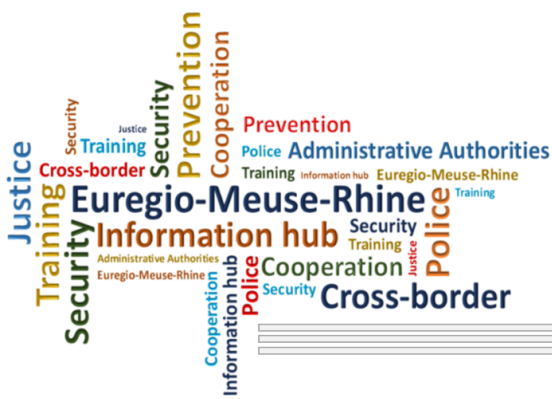 Prevention
Cooperation
Security
Security
Justice
Training
Prevention
Justice
Cross-border
Police
Administrative Authorities
Training
Information hub
Euregio-Meuse-Rhine
Training
Euregio-Meuse-Rhine
Training
Security
Information hub
Security
Training
Justice
Police
Administrative Authorities
Euregio-Meuse-Rhine
Cooperation
Information hub
Police
Cooperation
Security
Cross-border